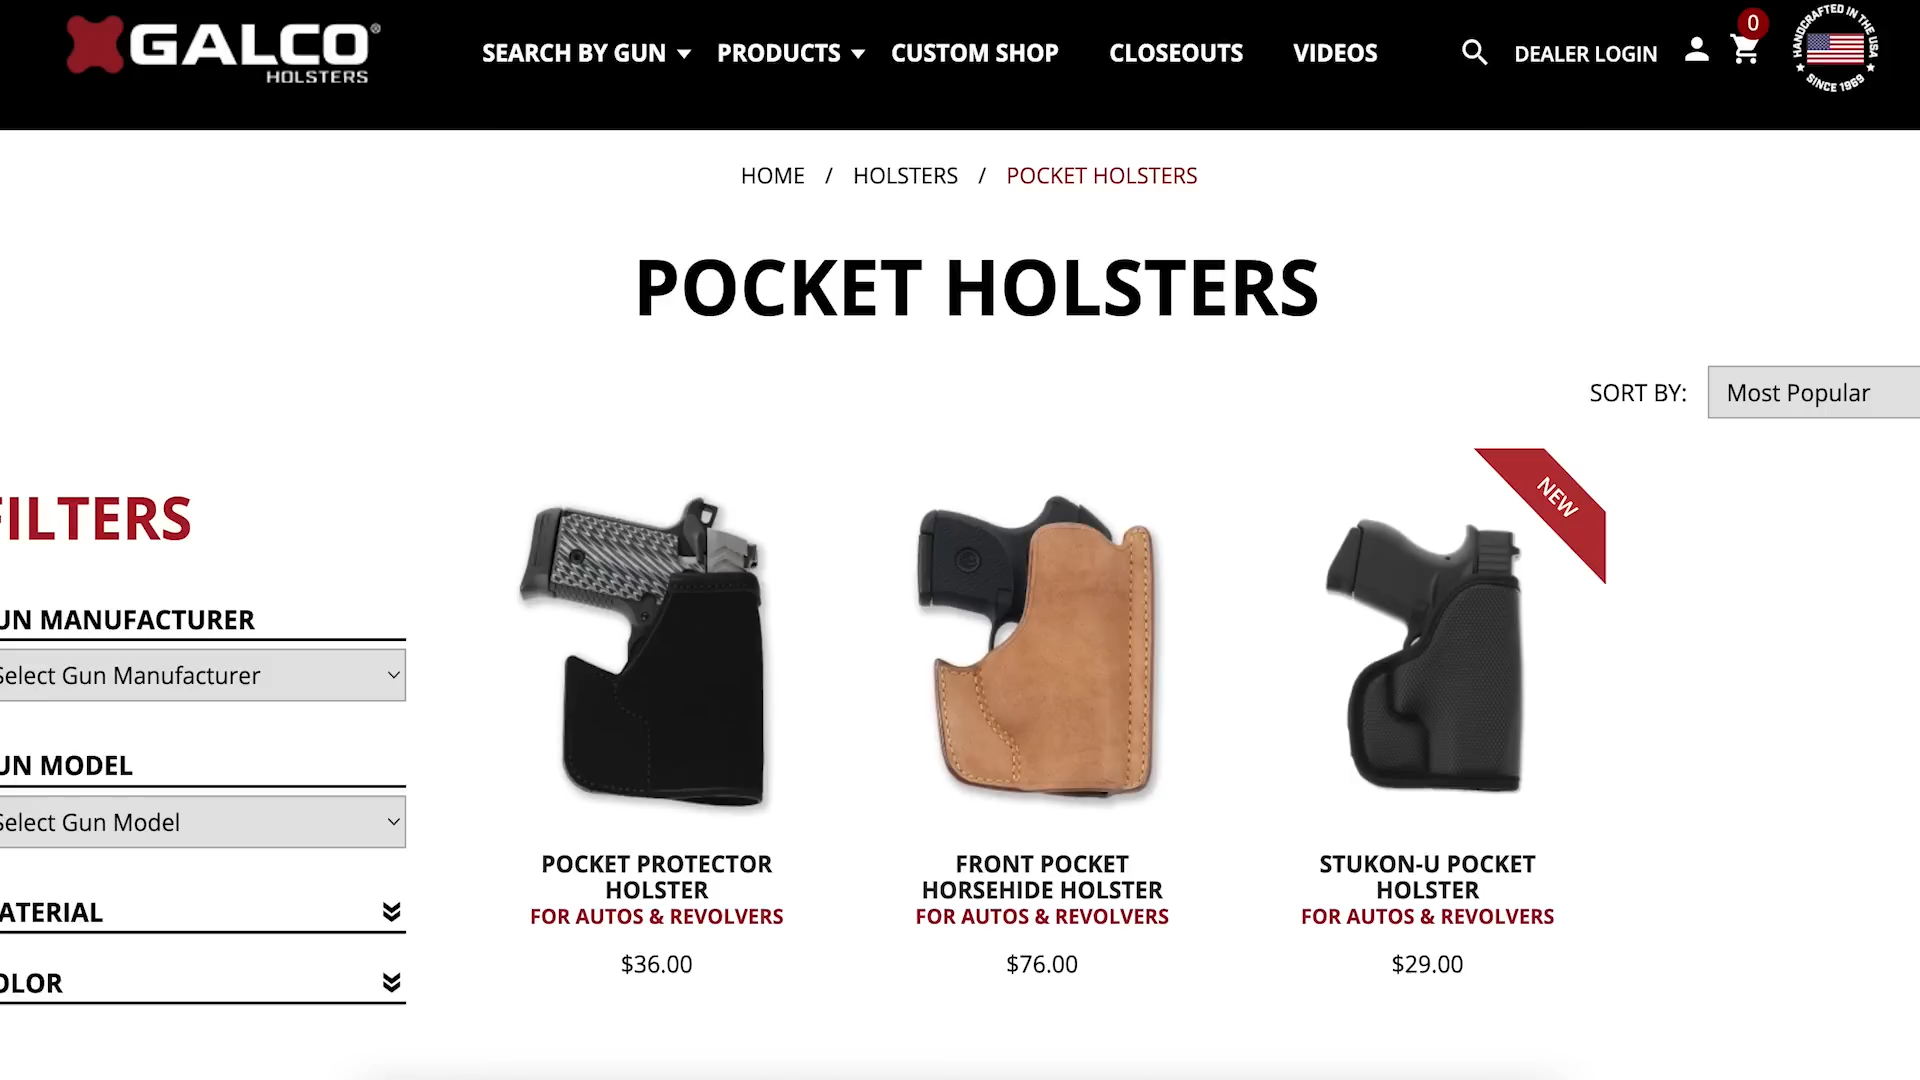 GALCO®
HOLSTERS
SEARCH BY GUN
PRODUCTS
CUSTOM SHOP
CLOSEOUTS
VIDEOS
DEALER LOGIN
0
HANDCRAFTED IN THE USA
SINCE 1969
HOME / HOLSTERS / POCKET HOLSTERS
POCKET HOLSTERS
SORT BY: Most Popular
FILTERS
UN MANUFACTURER
Select Gun Manufacturer
UN MODEL
Select Gun Model
ATERIAL
OLOR
POCKET PROTECTOR
HOLSTER
FOR AUTOS & REVOLVERS
$36.00
FRONT POCKET
HORSEHIDE HOLSTER
FOR AUTOS & REVOLVERS
$76.00
NEW
STUKON-U POCKET
HOLSTER
FOR AUTOS & REVOLVERS
$29.00